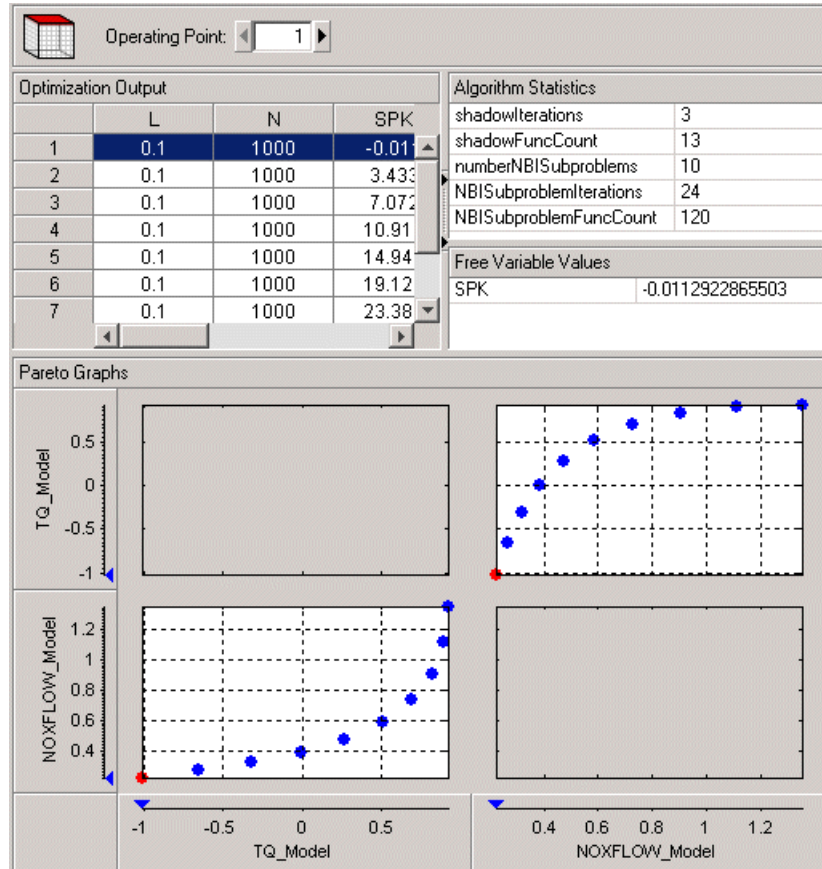 Operating Point: 1
Optimization Output
L N SPK
1 0.1 1000 -0.01
2 0.1 1000 3.433
3 0.1 1000 7.072
4 0.1 1000 10.91
5 0.1 1000 14.94
6 0.1 1000 19.12
7 0.1 1000 23.38
Algorithm Statistics
shadowIterations 3
shadowFuncCount 13
numberNBISubproblems 10
NBISubproblemIterations 24
NBISubproblemFuncCount 120
Free Variable Values
SPK -0.0112922865503
Pareto Graphs
TQ_Model
0.5
0
-0.5
-1
NOXFLOW_Model
1.2
1
0.8
0.6
0.4
-1 -0.5 0 0.5
TQ_Model
0.4 0.6 0.8 1 1.2
NOXFLOW_Model